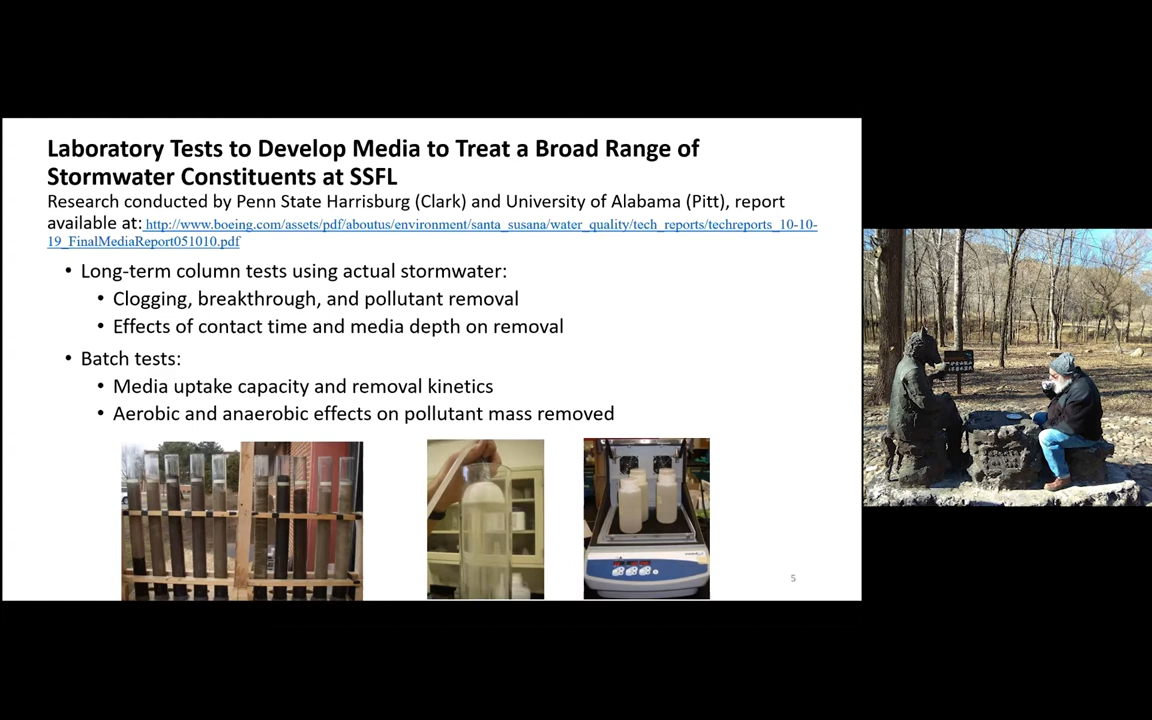 Laboratory Tests to Develop Media to Treat a Broad Range of
Stormwater Constituents at SSFL
Research conducted by Penn State Harrisburg (Clark) and University of Alabama (Pitt), report
available at: http://www.boeing.com/assets/pdf/aboutus/environment/santa_susana/water_quality/tech_reports/techreports_10-10-
19_FinalMediaReport051010.pdf
• Long-term column tests using actual stormwater:
• Clogging, breakthrough, and pollutant removal
• Effects of contact time and media depth on removal
• Batch tests:
• Media uptake capacity and removal kinetics
• Aerobic and anaerobic effects on pollutant mass removed
5